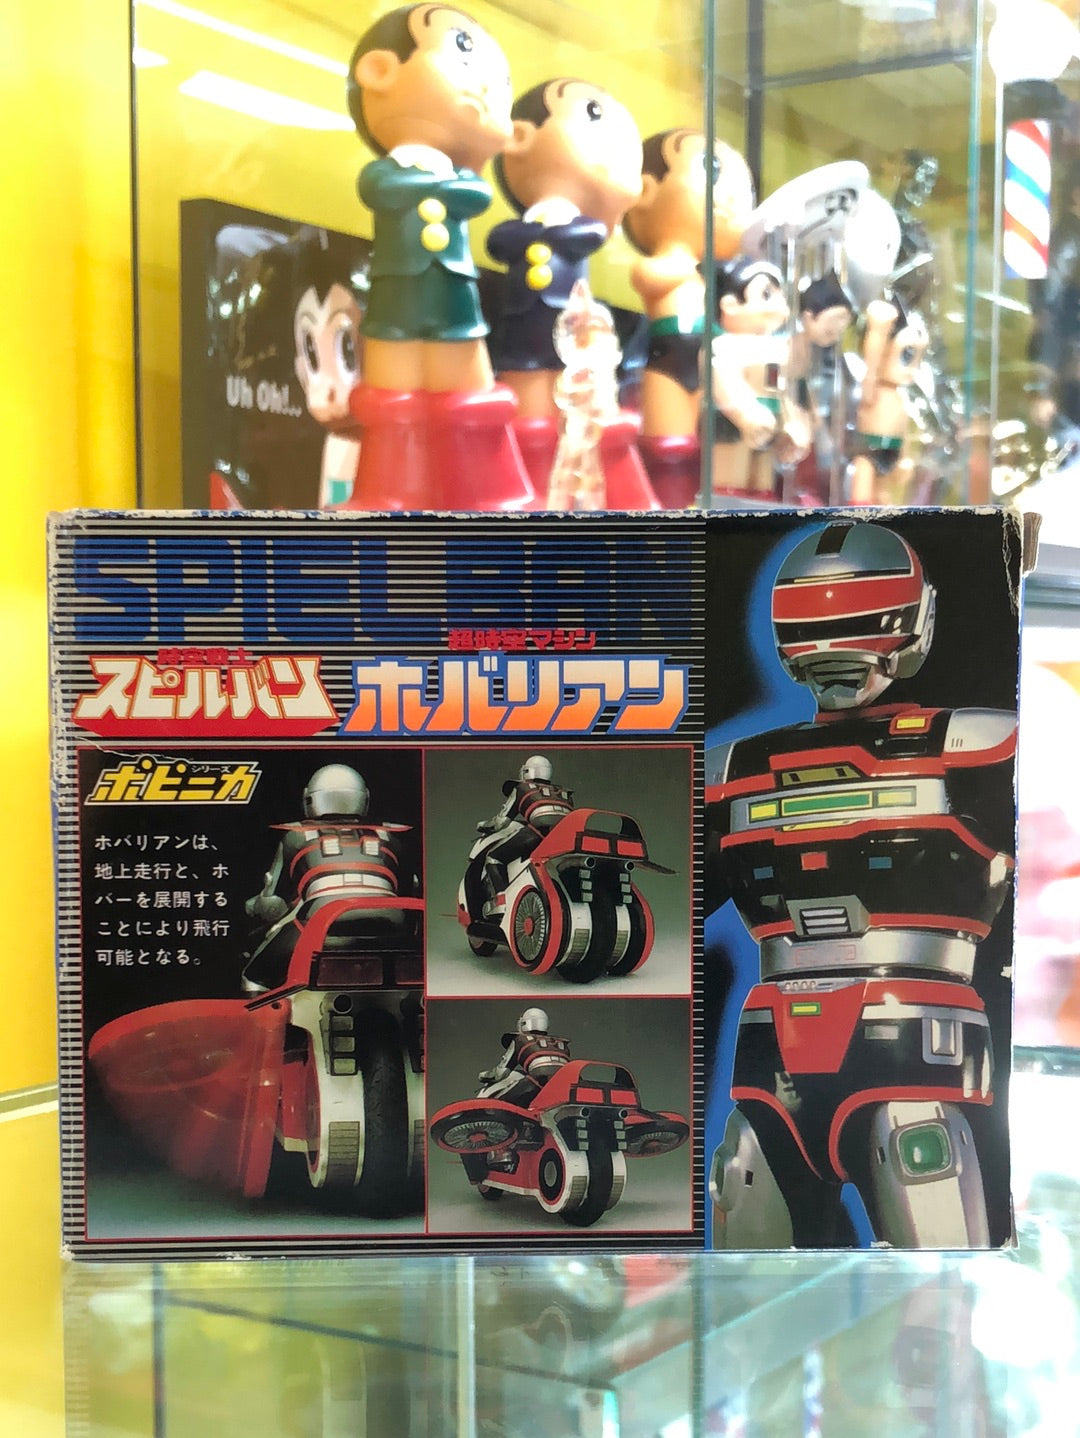 Uh Oh!..
SPIELBAN
時空戦士
スピルバン
超時空マシン
ホバリアン
ポピニカ
シリーズ
ホバリアンは、
地上走行と、ホ
バーを展開する
ことにより飛行
可能となる。